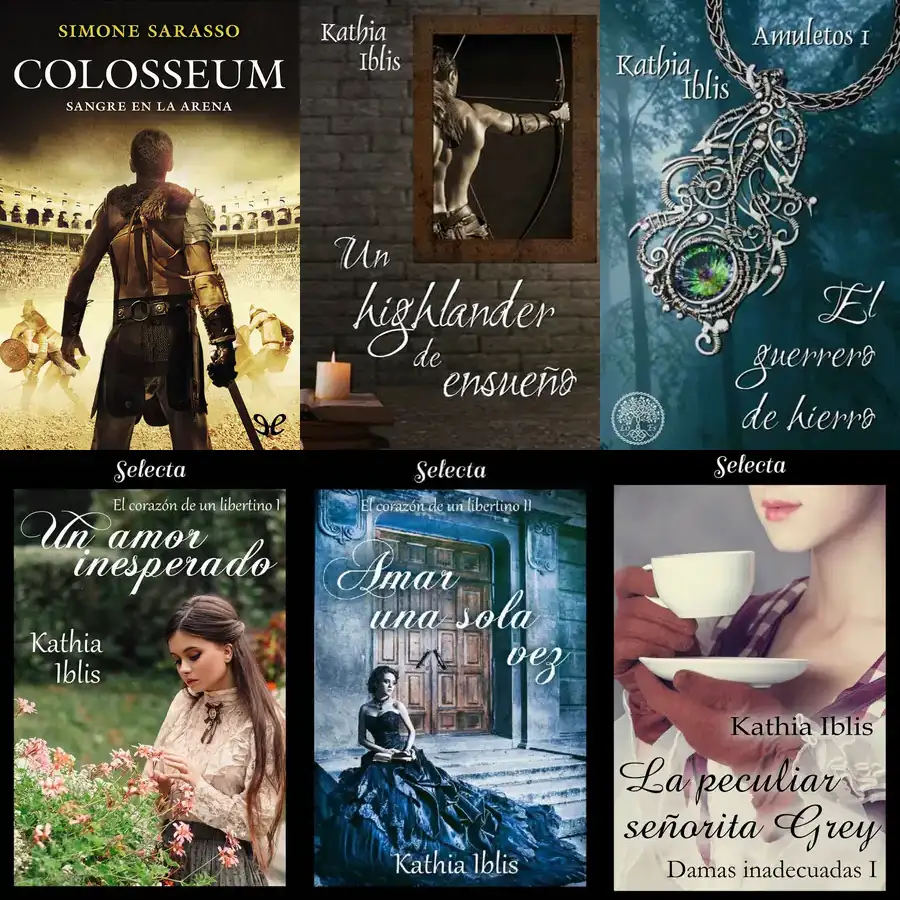 SIMONE SARASSO
COLOSSEUM
SANGRE EN LA ARENA
Kathia
Iblis
Un
highlander
de
ensueño
Amuletos 1
Kathia
Iblis
El
guerrero
de hierro
Selecta
El corazón de un libertino I
Un amor
inesperado
Kathia
Iblis
Selecta
El corazón de un libertino II
Amar
una sola
vez
Kathia Iblis
Selecta
Kathia Iblis
La peculiar
señorita Grey
Damas inadecuadas I